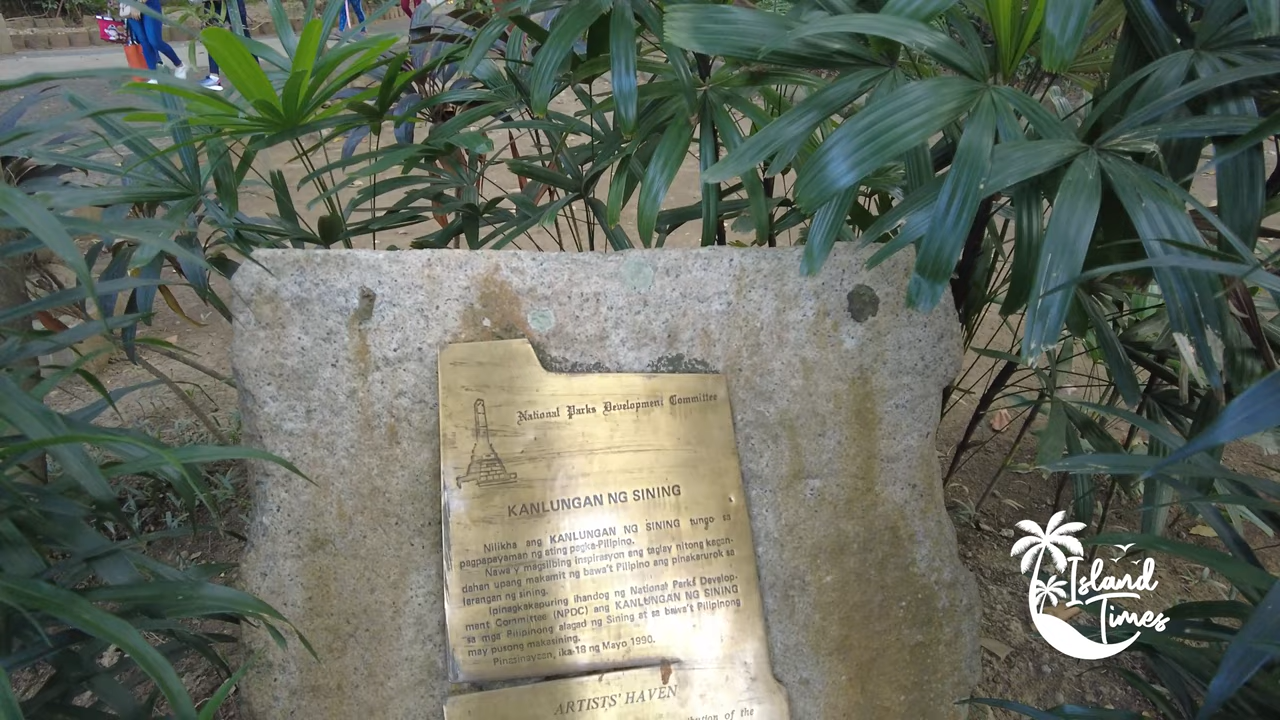 National Parks Development Committee
KANLUNGAN NG SINING
Nilikha ang KANLUNGAN NG SINING tungo sa
pagpapayaman ng ating pagka-Pilipino.
Nawa'y magsilbing inspirasyon ang taglay nitong kagan-
dahan upang makamit ng bawa't Pilipino ang pinakarurok sa
larangan ng sining.
Ipinagkakapuring ihandog ng National Parks Develop-
ment Committee (NPDC) ang KANLUNGAN NG SINING
sa mga Pilipinong alagad ng Sining at sa bawa't Pilipinong
may pusong makasining.
Pinasinayaan, ika-18 ng Mayo 1990.
ARTISTS' HAVEN
of the
Island
Times